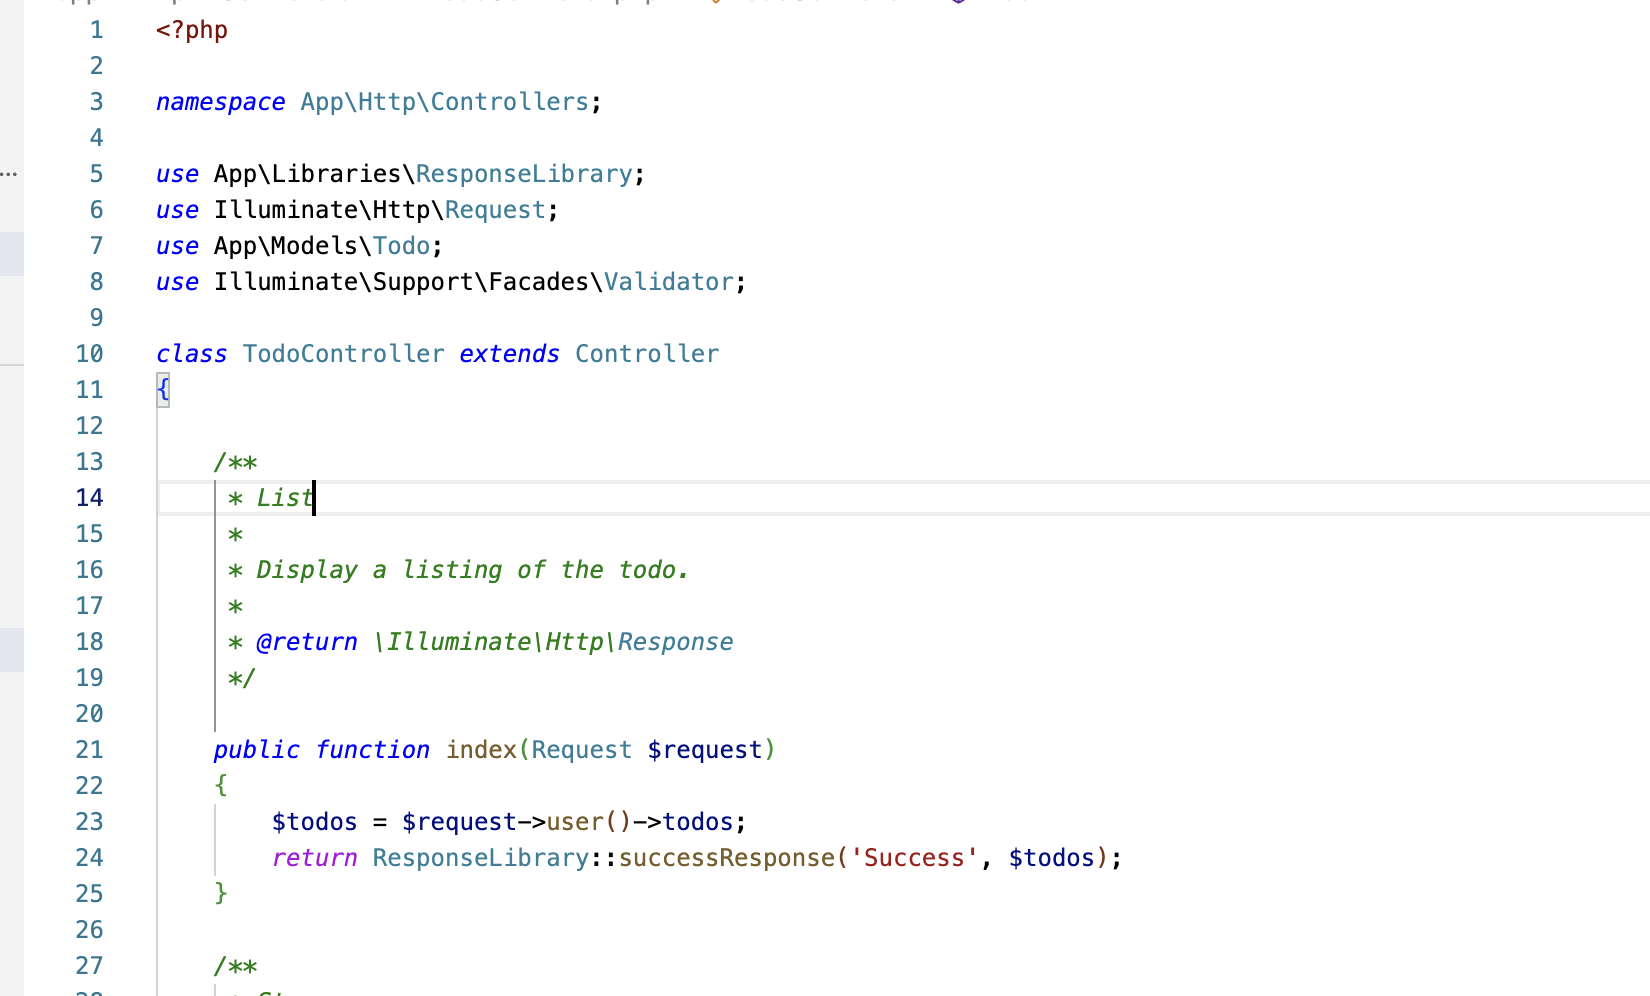 1 <?php
2
3 namespace App\Http\Controllers;
4
5 use App\Libraries\ResponseLibrary;
6 use Illuminate\Http\Request;
7 use App\Models\Todo;
8 use Illuminate\Support\Facades\Validator;
9
10 class TodoController extends Controller
11 {
12
13     /**
14      * List
15      *
16      * Display a listing of the todo.
17      *
18      * @return \Illuminate\Http\Response
19      */
20
21     public function index(Request $request)
22     {
23         $todos = $request->user()->todos;
24         return ResponseLibrary::successResponse('Success', $todos);
25     }
26
27     /**